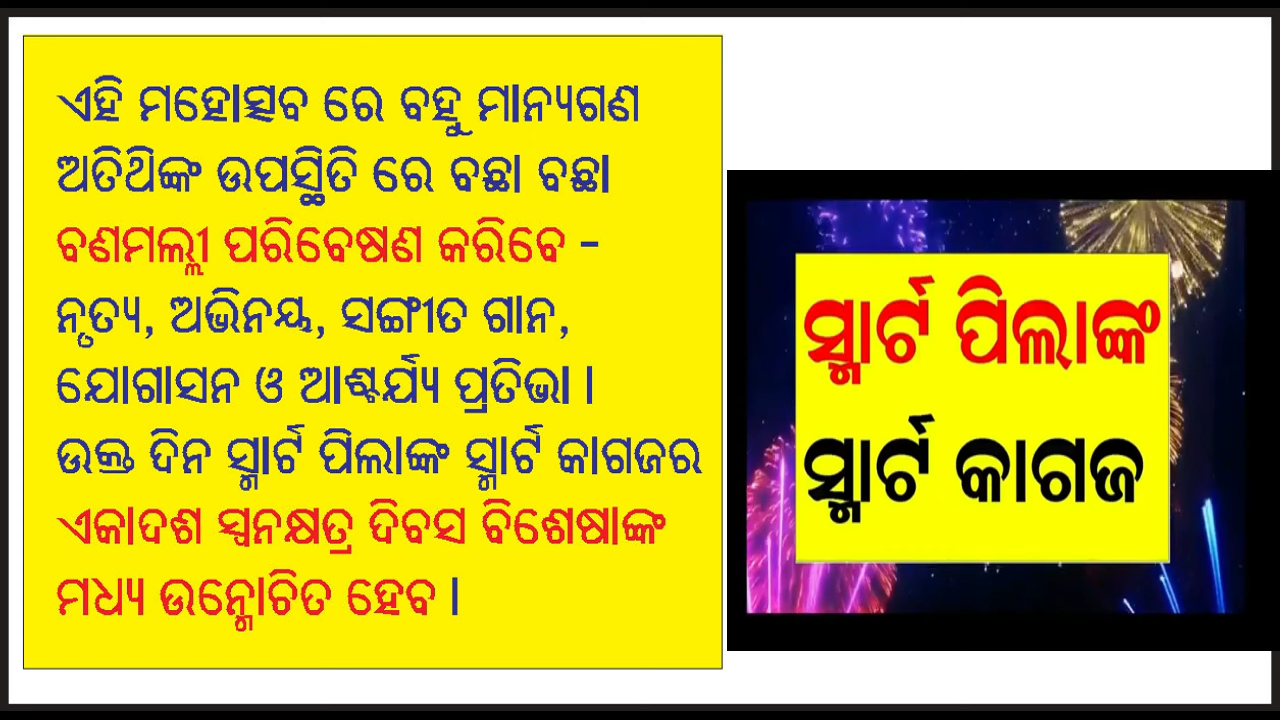 ଏହି ମହୋତ୍ସବ ରେ ବହୁ ମାନ୍ୟଗଣ
ଅତିଥିଙ୍କ ଉପସ୍ଥିତି ରେ ବଛା ବଛା
ବଣମଲ୍ଲୀ ପରିବେଷଣ କରିବେ -
ନୃତ୍ୟ, ଅଭିନୟ, ସଙ୍ଗୀତ ଗାନ,
ଯୋଗାସନ ଓ ଆଶ୍ଚର୍ଯ୍ୟ ପ୍ରତିଭା ।
ଉକ୍ତ ଦିନ ସ୍ମାର୍ଟ ପିଲାଙ୍କ ସ୍ମାର୍ଟ କାଗଜର
ଏକାଦଶ ସ୍ୱନକ୍ଷତ୍ର ଦିବସ ବିଶେଷାଙ୍କ
ମଧ୍ୟ ଉନ୍ମୋଚିତ ହେବ ।
ସ୍ମାର୍ଟ ପିଲାଙ୍କ
ସ୍ମାର୍ଟ କାଗଜ